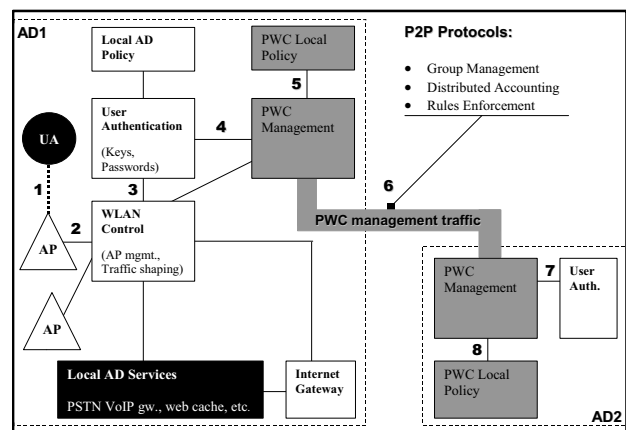 AD1
Local AD
Policy
PWC Local
Policy
P2P Protocols:
• Group Management
• Distributed Accounting
• Rules Enforcement
5
User
Authentication
(Keys,
Passwords)
4
PWC
Management
UA
1
3
6
2
AP
WLAN
Control
(AP mgmt.,
Traffic shaping)
PWC management traffic
AP
PWC
Management
7
User
Auth.
8
Local AD Services
PSTN VoIP gw., web cache, etc.
Internet
Gateway
PWC Local
Policy
AD2